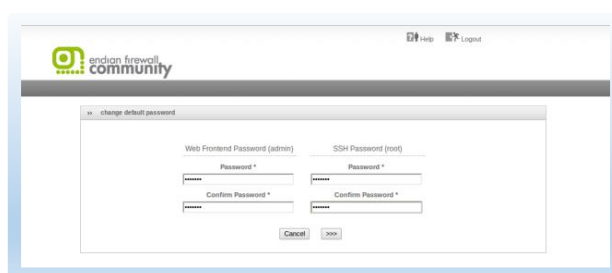 Help Logout
endian firewall
community
›› change default password
Web Frontend Password (admin) SSH Password (root)
Password * Password *
••••••• •••••••
Confirm Password * Confirm Password *
••••••• •••••••
Cancel >>>